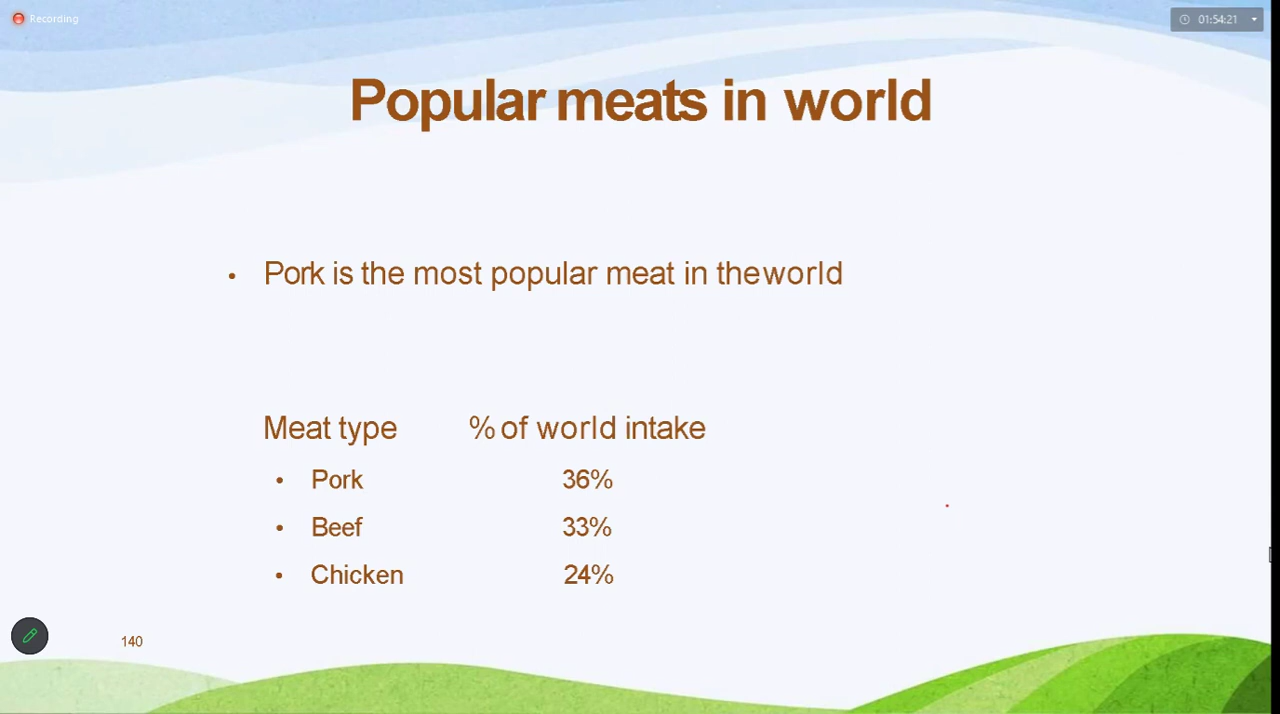 Recording
01:54:21
Popular meats in world
• Pork is the most popular meat in theworld
Meat type % of world intake
• Pork 36%
• Beef 33%
• Chicken 24%
140